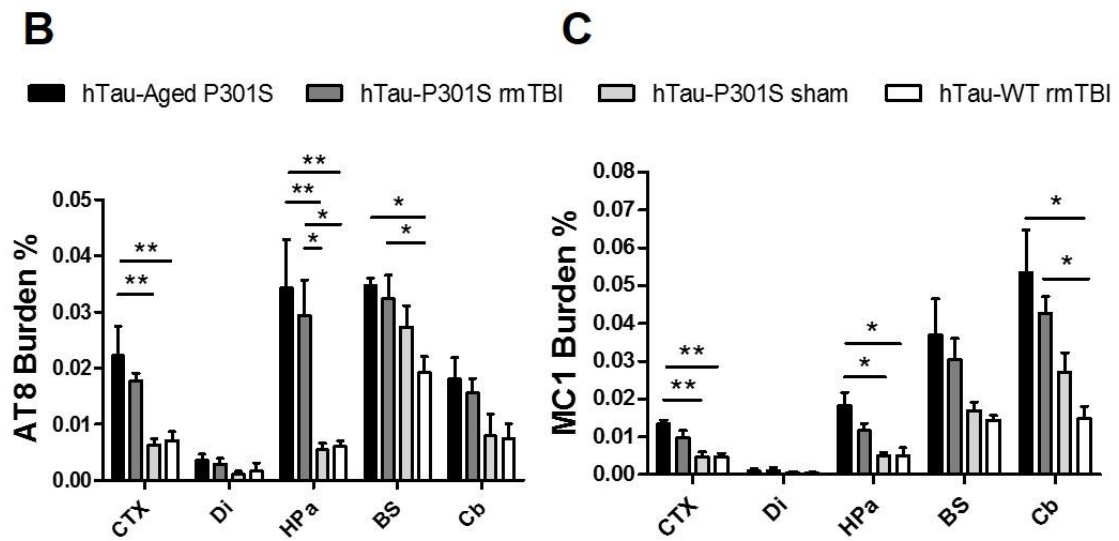 B
C
hTau-Aged P301S hTau-P301S rmTBI hTau-P301S sham hTau-WT rmTBI
AT8 Burden %
0.05
0.04
0.03
0.02
0.01
0.00
** ** ** ** * * * *
CTX Di HPa BS Cb
MC1 Burden %
0.08
0.07
0.06
0.05
0.04
0.03
0.02
0.01
0.00
** ** * * * *
CTX Di HPa BS Cb